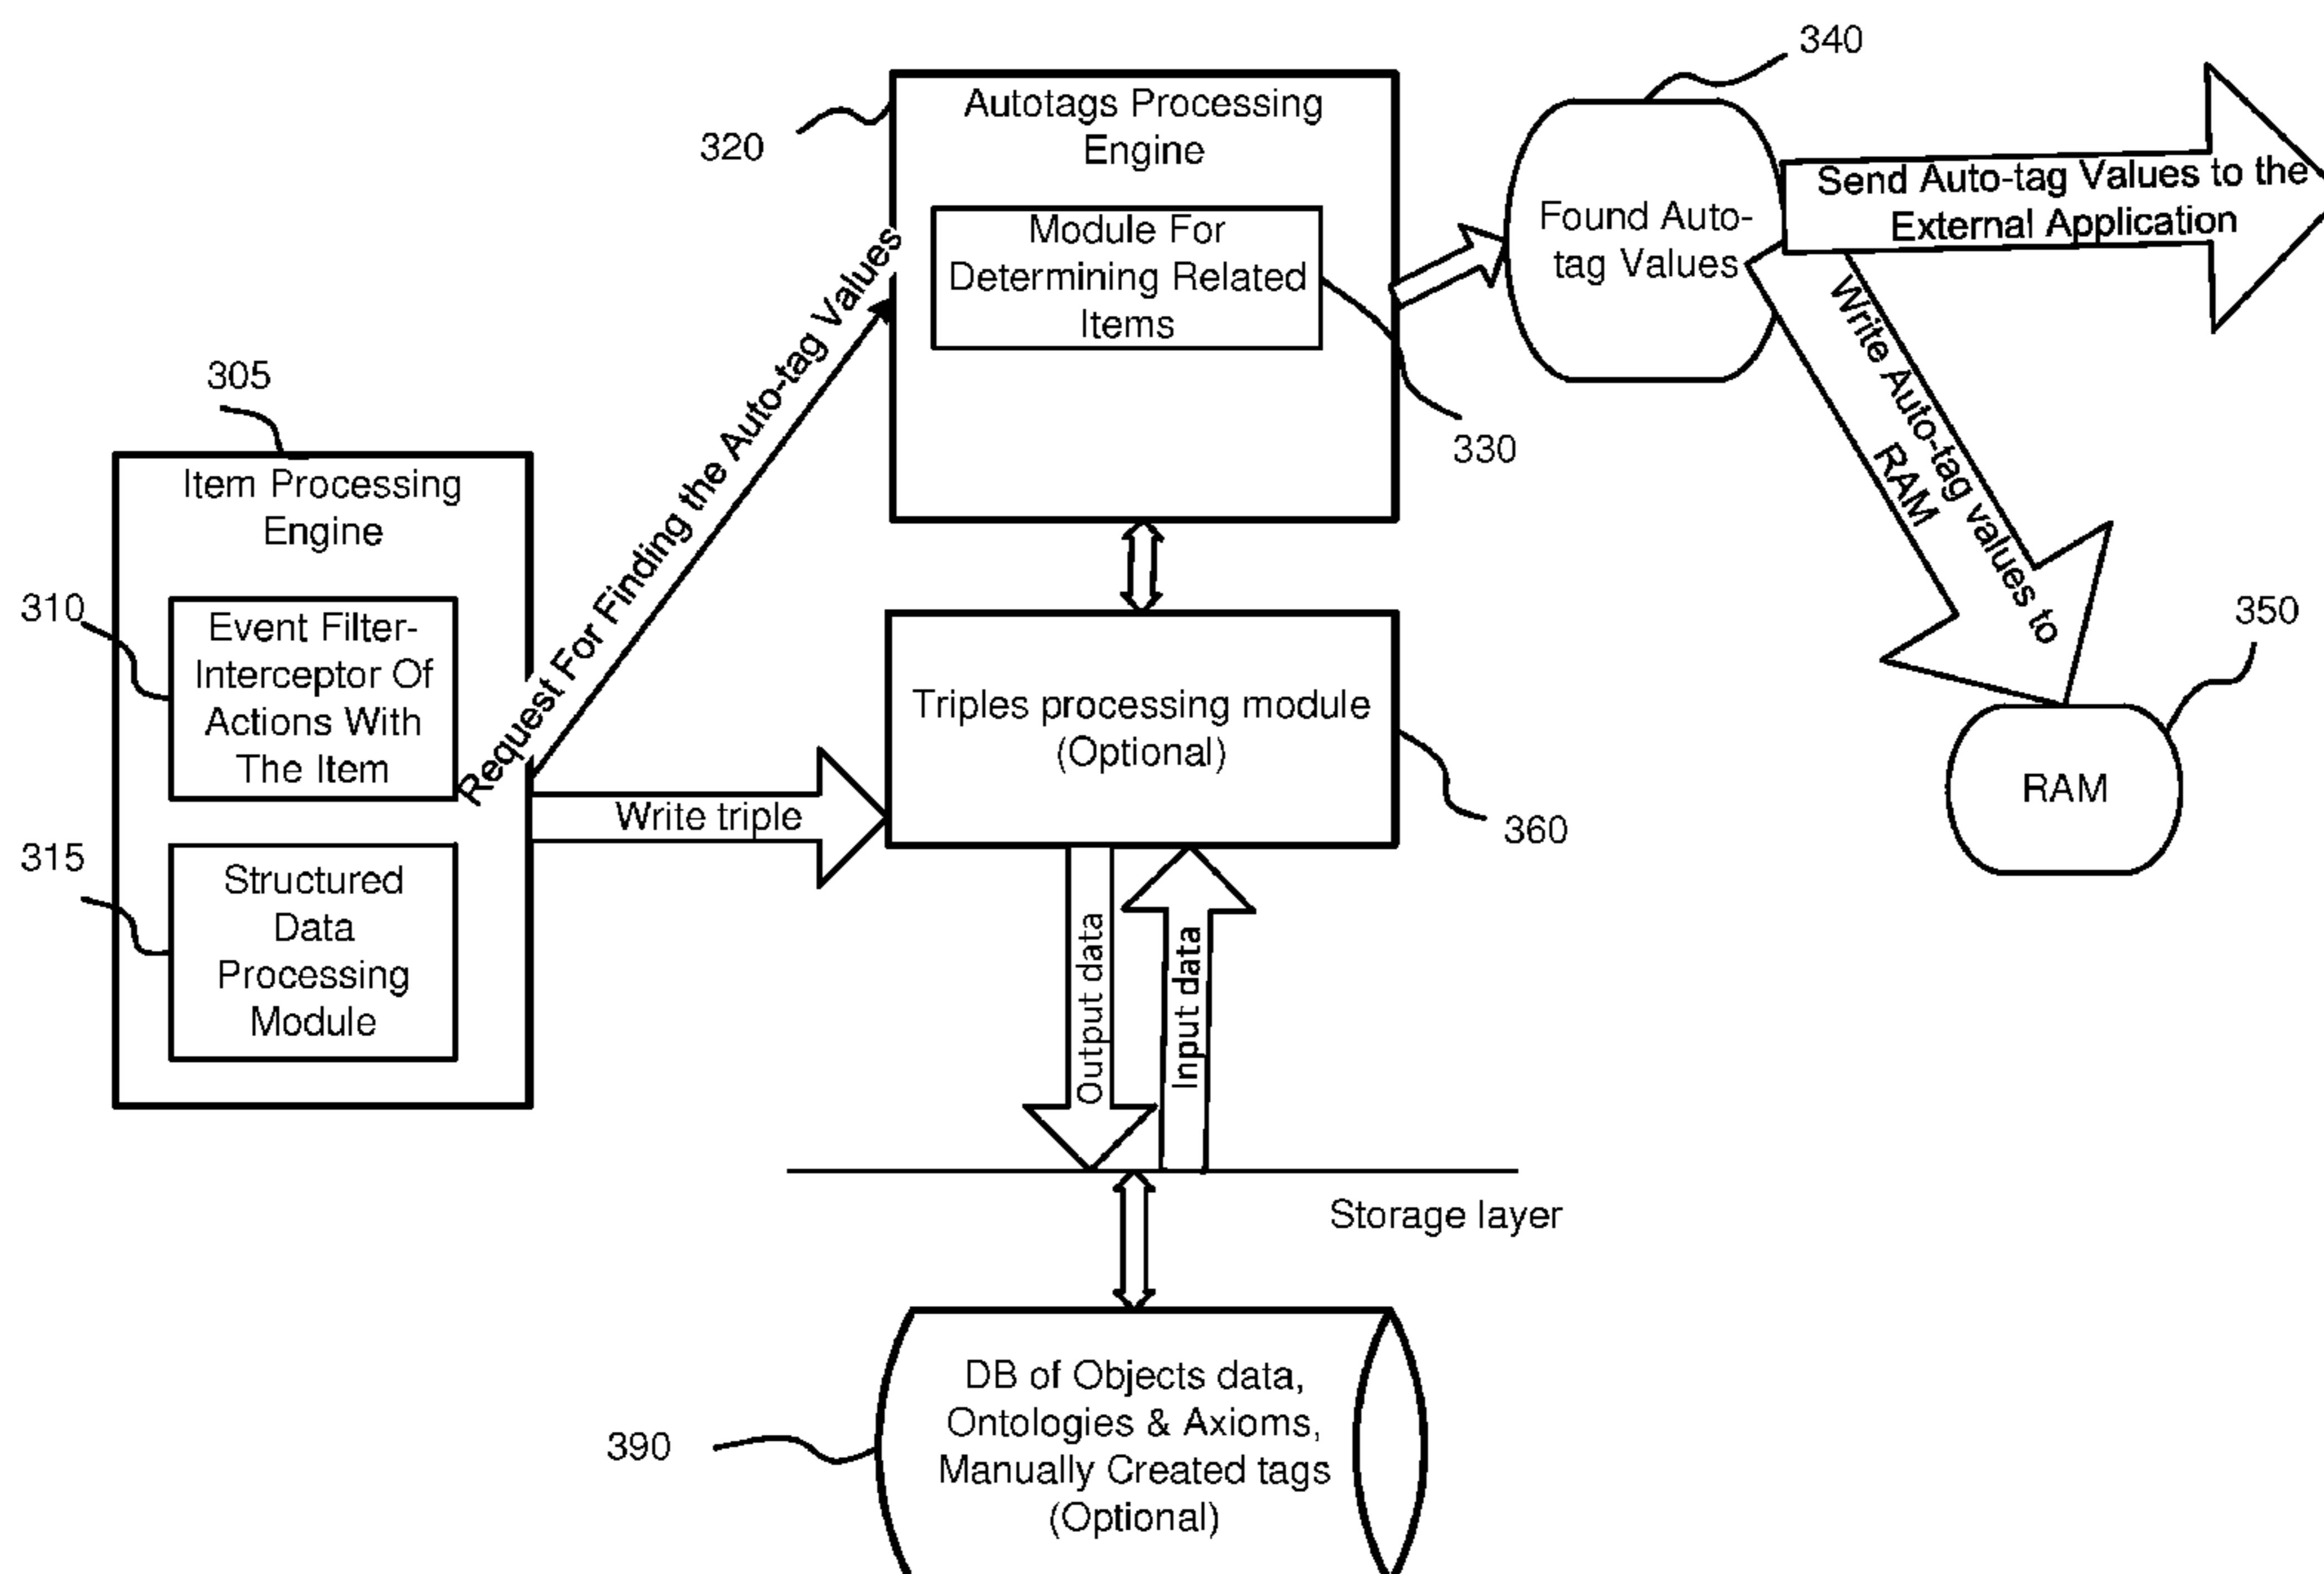 340
320
Autotags Processing
Engine
Module For
Determining Related
Items
330
Found Auto-
tag Values
Send Auto-tag Values to the
External Application
Write Auto-tag values to
RAM
350
RAM
305
Item Processing
Engine
310
Event Filter-
Interceptor Of
Actions With
The Item
315
Structured
Data
Processing
Module
Request For Finding the Auto-tag Values
Write triple
Triples processing module
(Optional)
360
Output data
Input data
Storage layer
390
DB of Objects data,
Ontologies & Axioms,
Manually Created tags
(Optional)